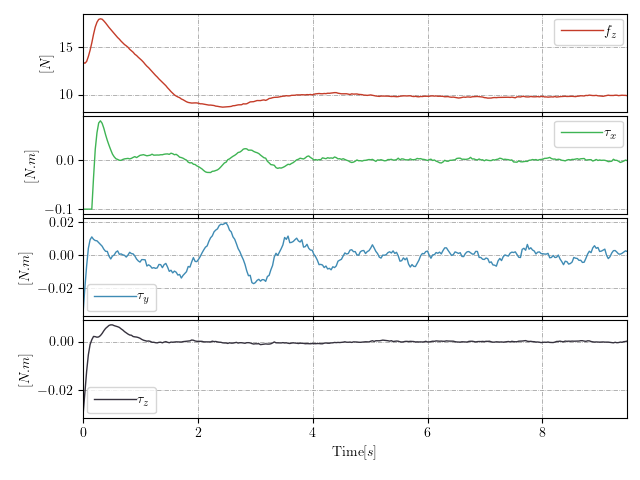 15
10
[N]
f_z
0.0
−0.1
[N.m]
τ_x
0.02
0.00
−0.02
[N.m]
τ_y
0.00
−0.02
[N.m]
τ_z
0 2 4 6 8
Time[s]